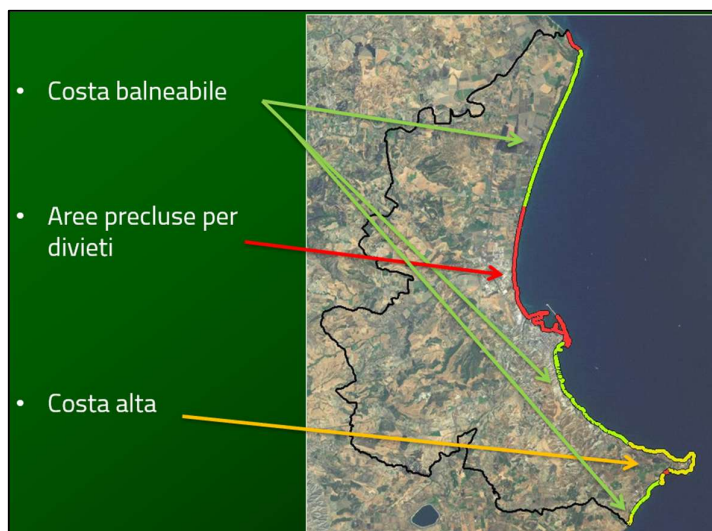 • Costa balneabile
• Aree precluse per
divieti
• Costa alta